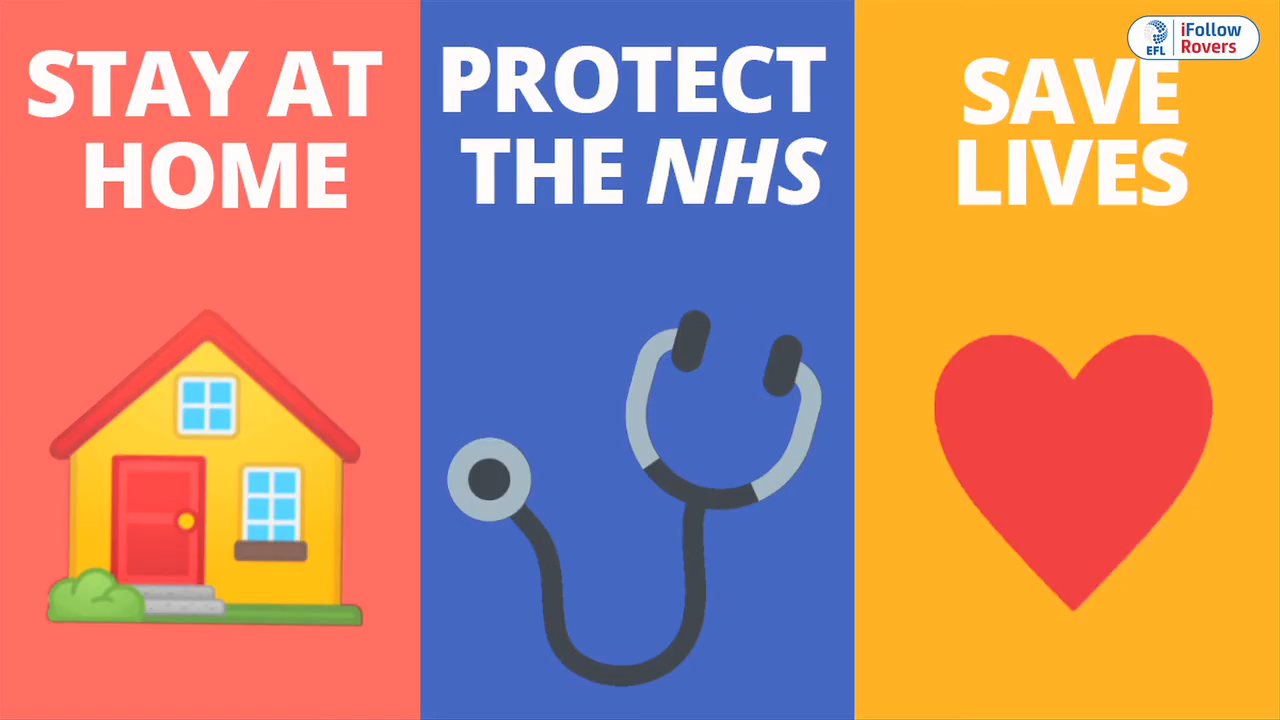 STAY AT
HOME
PROTECT
THE NHS
SAVE
LIVES
EFL
iFollow
Rovers